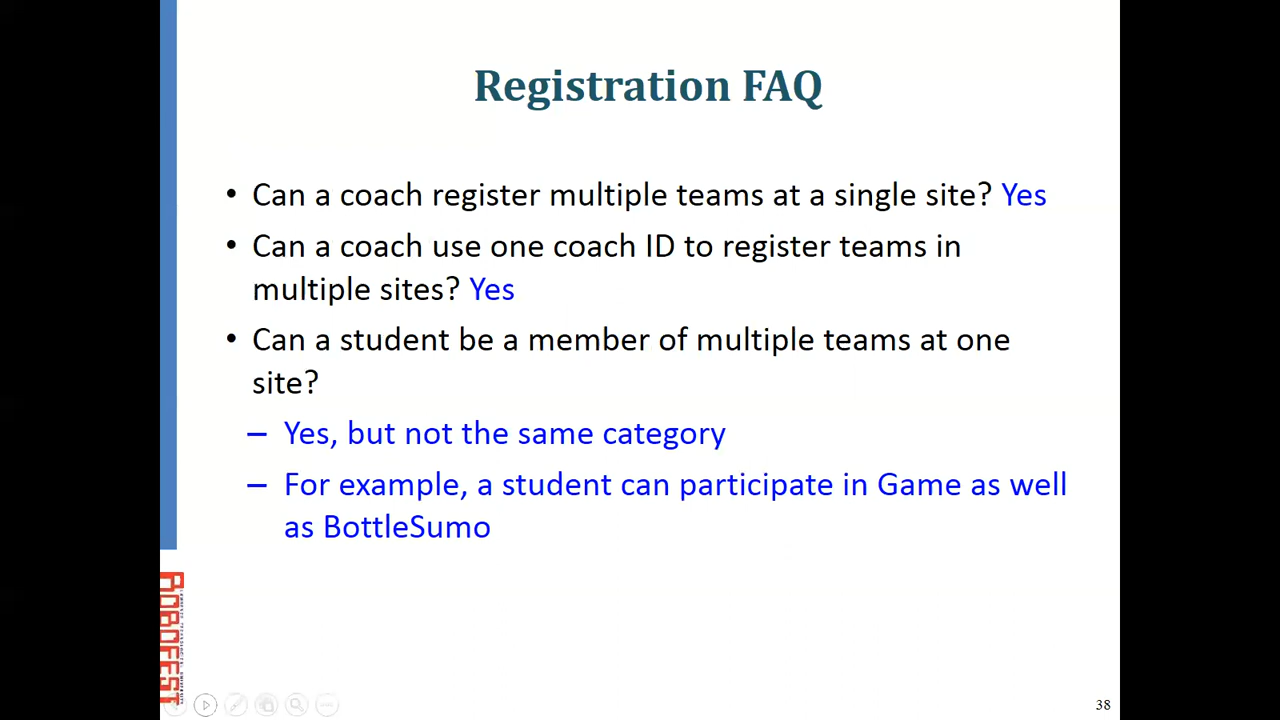 Registration FAQ
• Can a coach register multiple teams at a single site? Yes
• Can a coach use one coach ID to register teams in
multiple sites? Yes
• Can a student be a member of multiple teams at one
site?
– Yes, but not the same category
– For example, a student can participate in Game as well
as BottleSumo
ROBOFEST
38